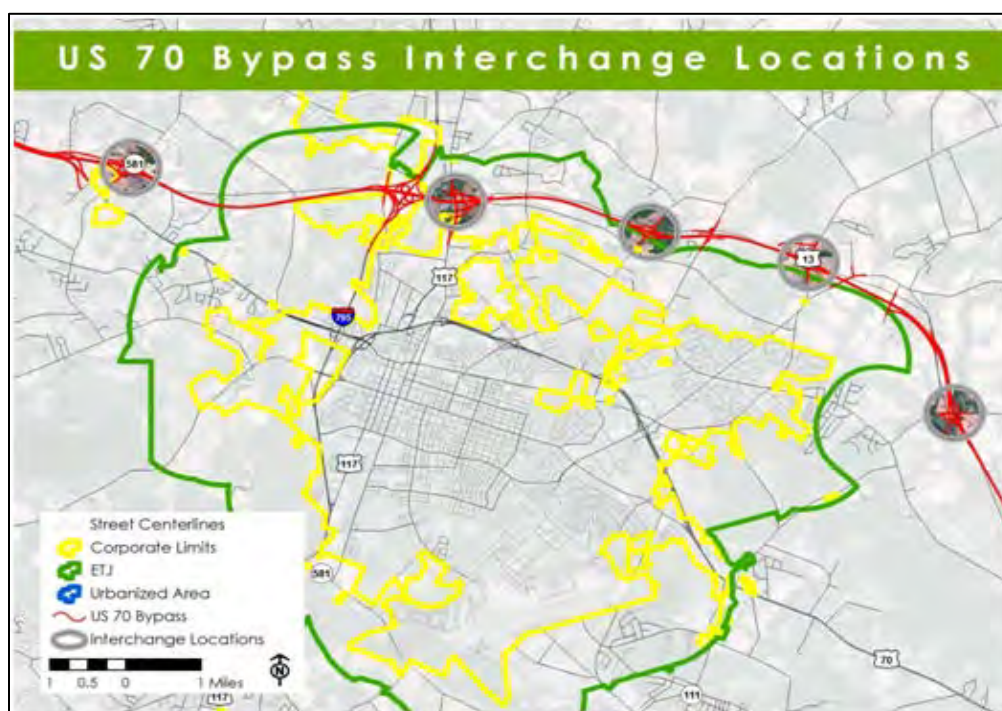 US 70 Bypass Interchange Locations
581
117
13
795
117
581
Street Centerlines
Corporate Limits
ETJ
Urbanized Area
US 70 Bypass
Interchange Locations
1 0.5 0 1 Miles
N
70
117
111